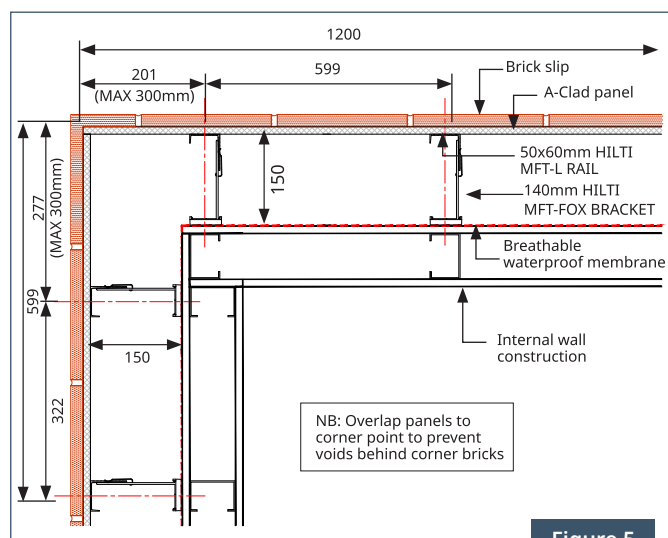 1200
201
(MAX 300mm)
599
Brick slip
A-Clad panel
50x60mm HILTI
MFT-L RAIL
140mm HILTI
MFT-FOX BRACKET
150
277
(MAX 300mm)
Breathable
waterproof membrane
599
150
Internal wall
construction
322
NB: Overlap panels to
corner point to prevent
voids behind corner bricks
Figure 5